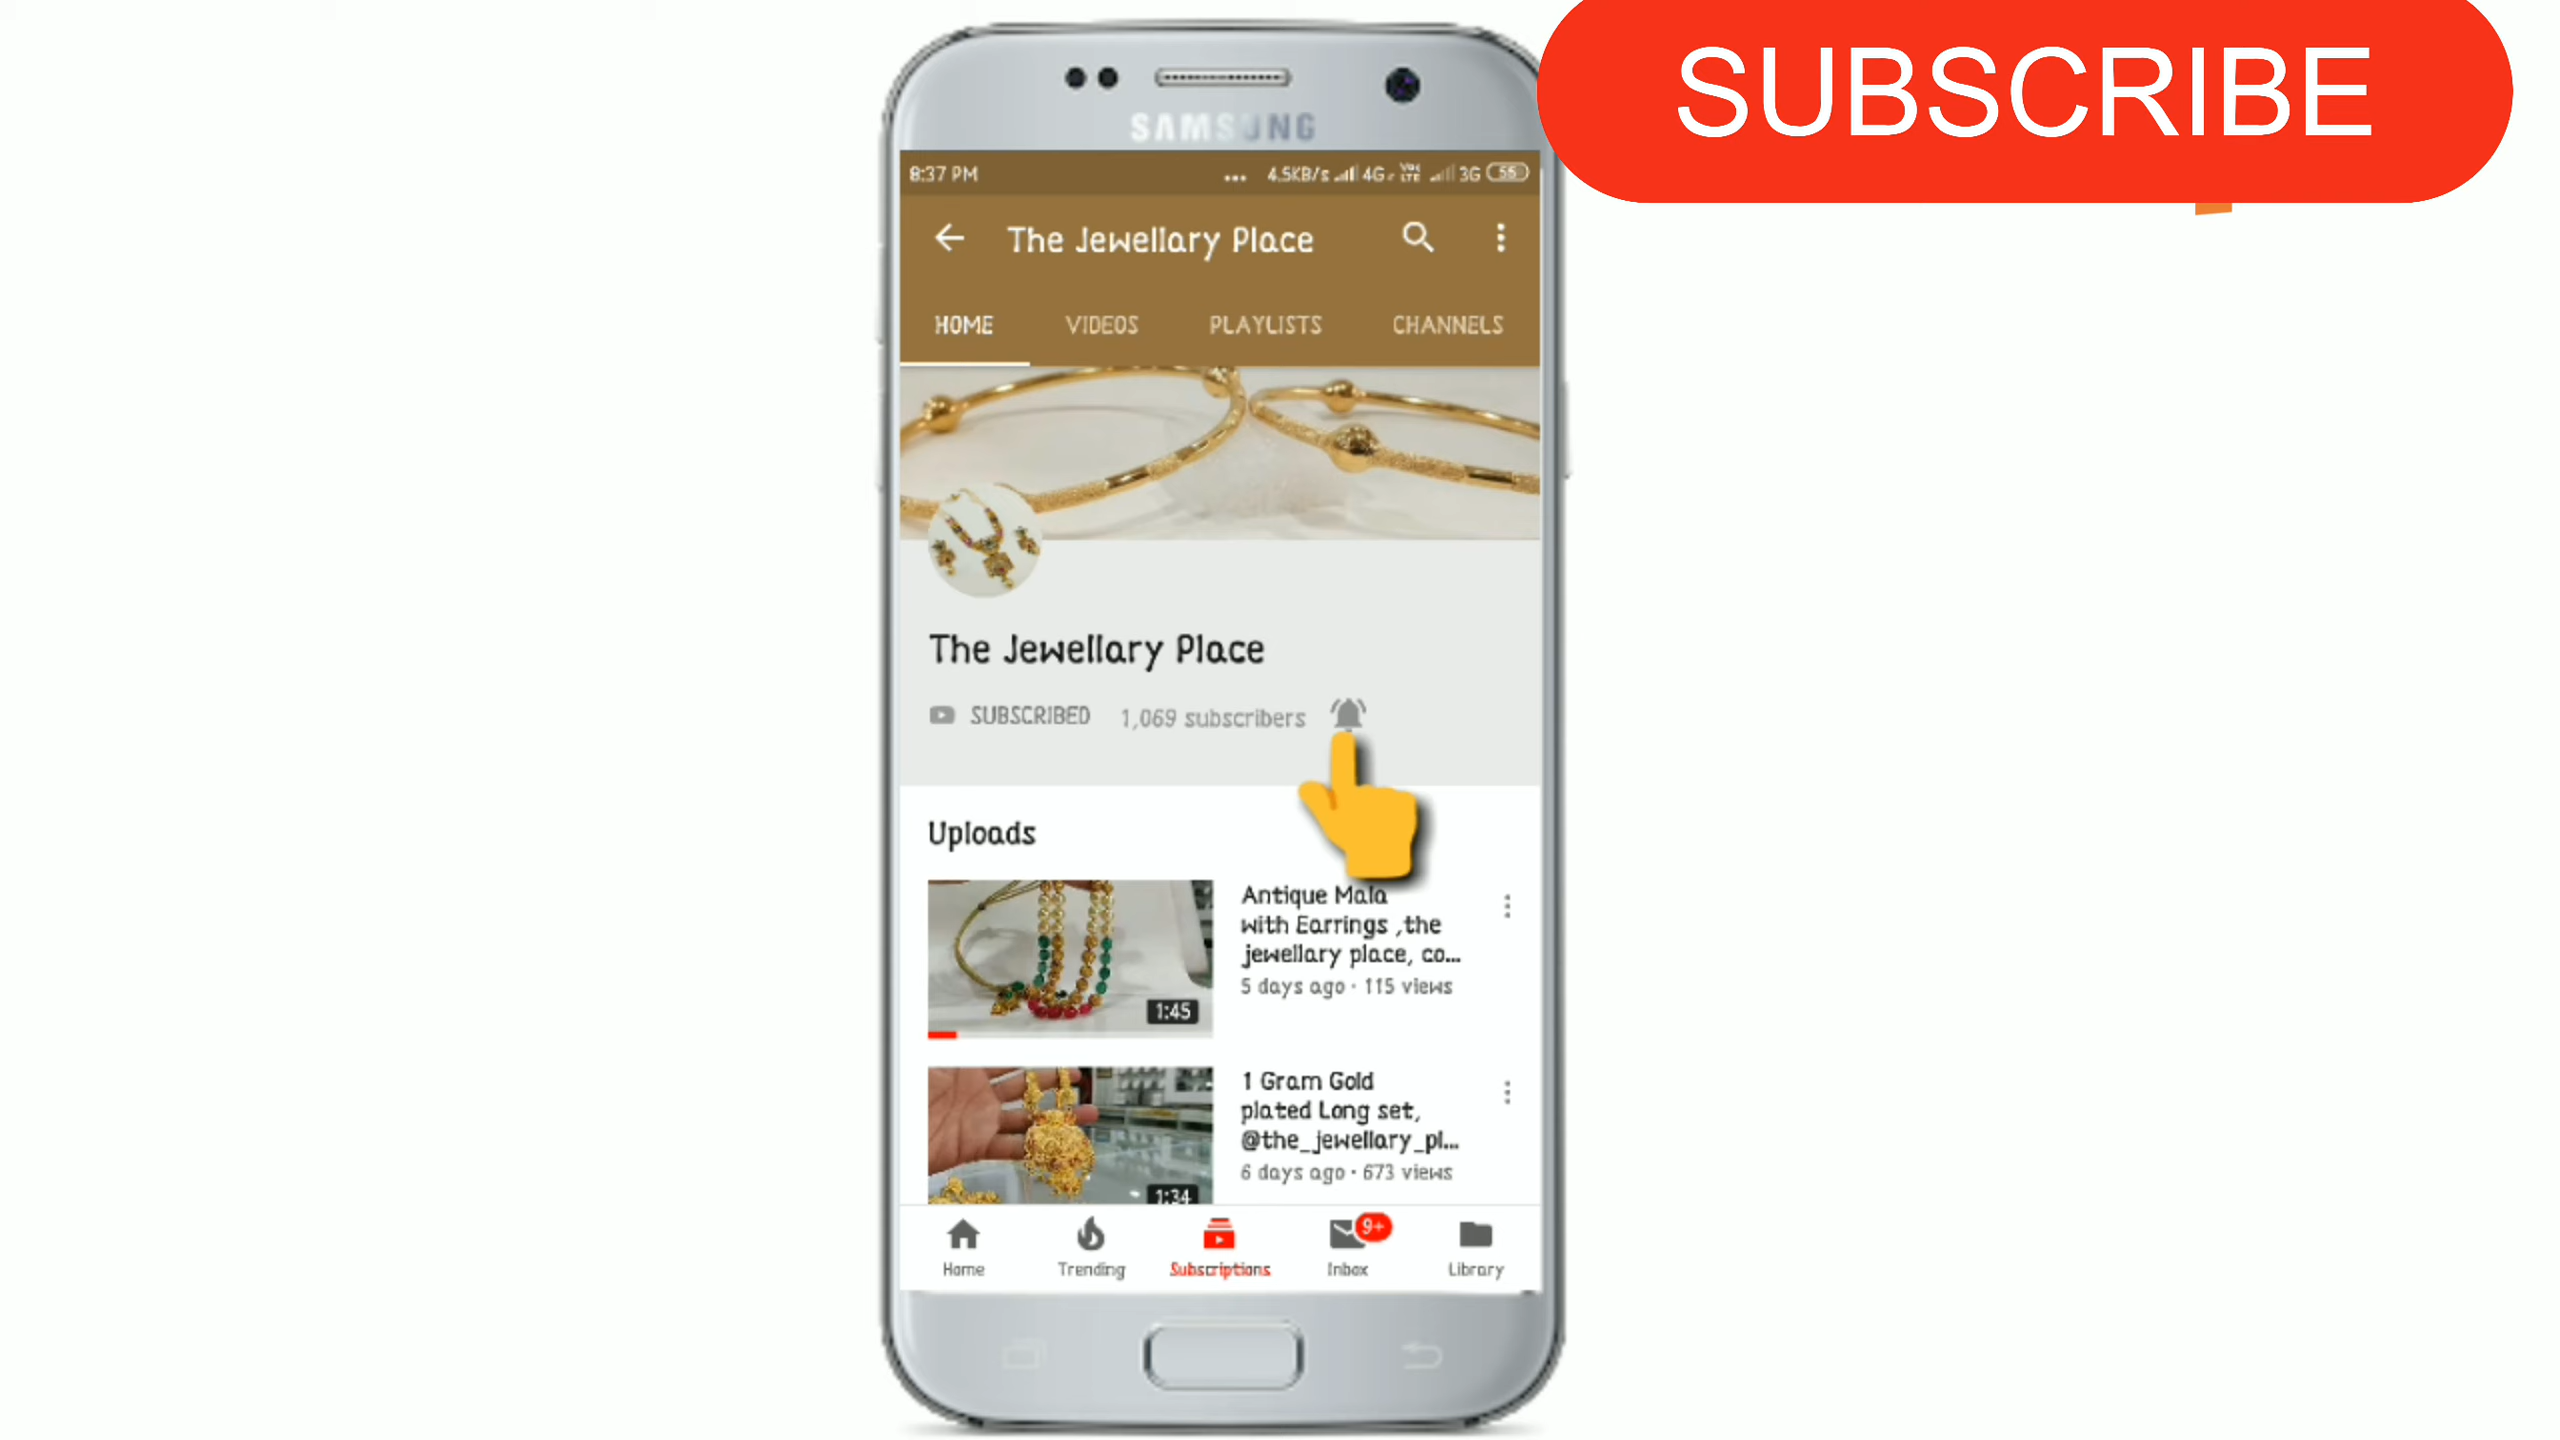 SUBSCRIBE
SAMSUNG
8:37 PM ... 4.5KB/s 4G VoLTE 3G 55
The Jewellary Place
HOME VIDEOS PLAYLISTS CHANNELS
The Jewellary Place
SUBSCRIBED 1,069 subscribers
Uploads
Antique Mala
with Earrings ,the
jewellary place, co...
5 days ago · 115 views
1:45
1 Gram Gold
plated Long set,
@the_jewellary_pl...
6 days ago · 673 views
1:34
9+
Home Trending Subscriptions Inbox Library